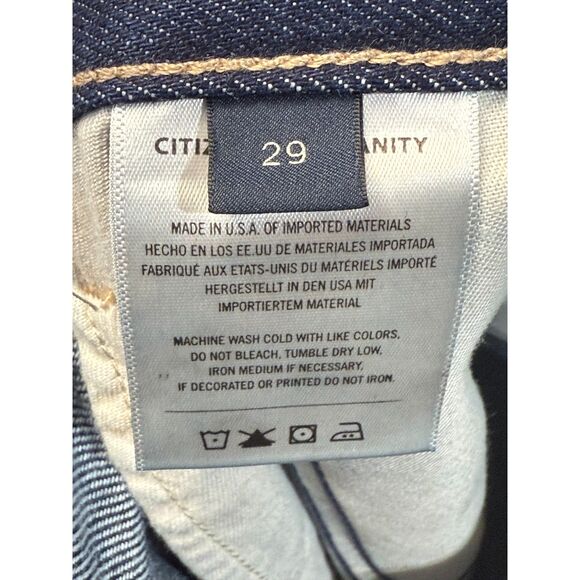 CITIZ ANITY
29
MADE IN U.S.A. OF IMPORTED MATERIALS
HECHO EN LOS EE.UU DE MATERIALES IMPORTADA
FABRIQUÉ AUX ETATS-UNIS DU MATÉRIELS IMPORTÉ
HERGESTELLT IN DEN USA MIT
IMPORTIERTEM MATERIAL
MACHINE WASH COLD WITH LIKE COLORS,
DO NOT BLEACH, TUMBLE DRY LOW.
IRON MEDIUM IF NECESSARY,
IF DECORATED OR PRINTED DO NOT IRON.